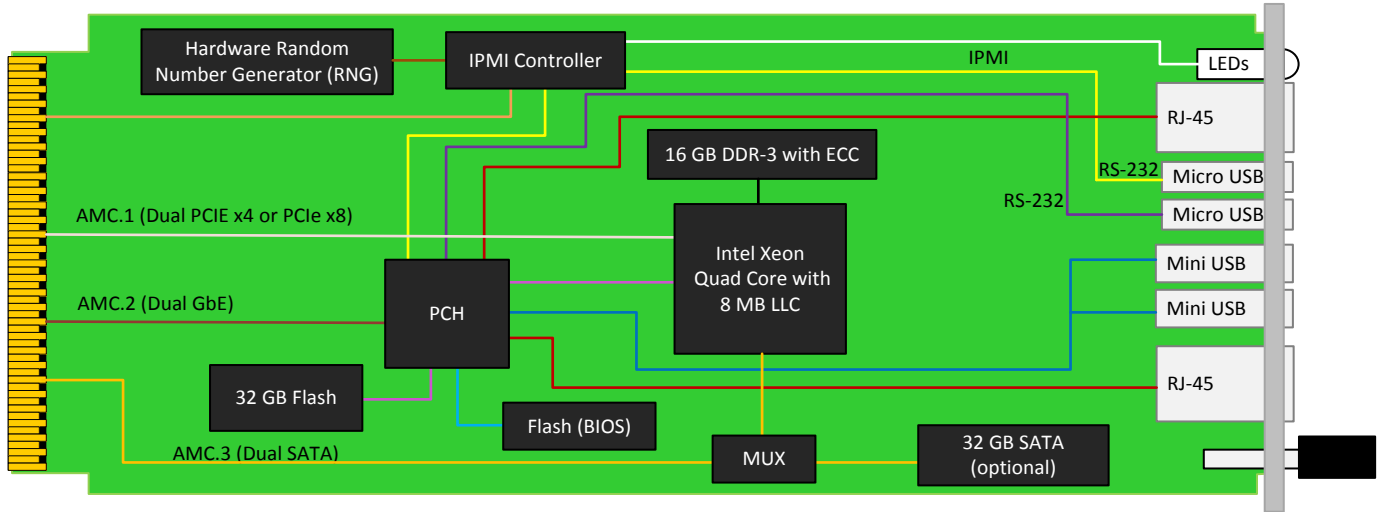 Hardware Random
Number Generator (RNG)
IPMI Controller
IPMI
LEDs
RJ-45
16 GB DDR-3 with ECC
RS-232
Micro USB
RS-232
Micro USB
AMC.1 (Dual PCIE x4 or PCIe x8)
Intel Xeon
Quad Core with
8 MB LLC
Mini USB
AMC.2 (Dual GbE)
PCH
Mini USB
32 GB Flash
RJ-45
Flash (BIOS)
AMC.3 (Dual SATA)
MUX
32 GB SATA
(optional)